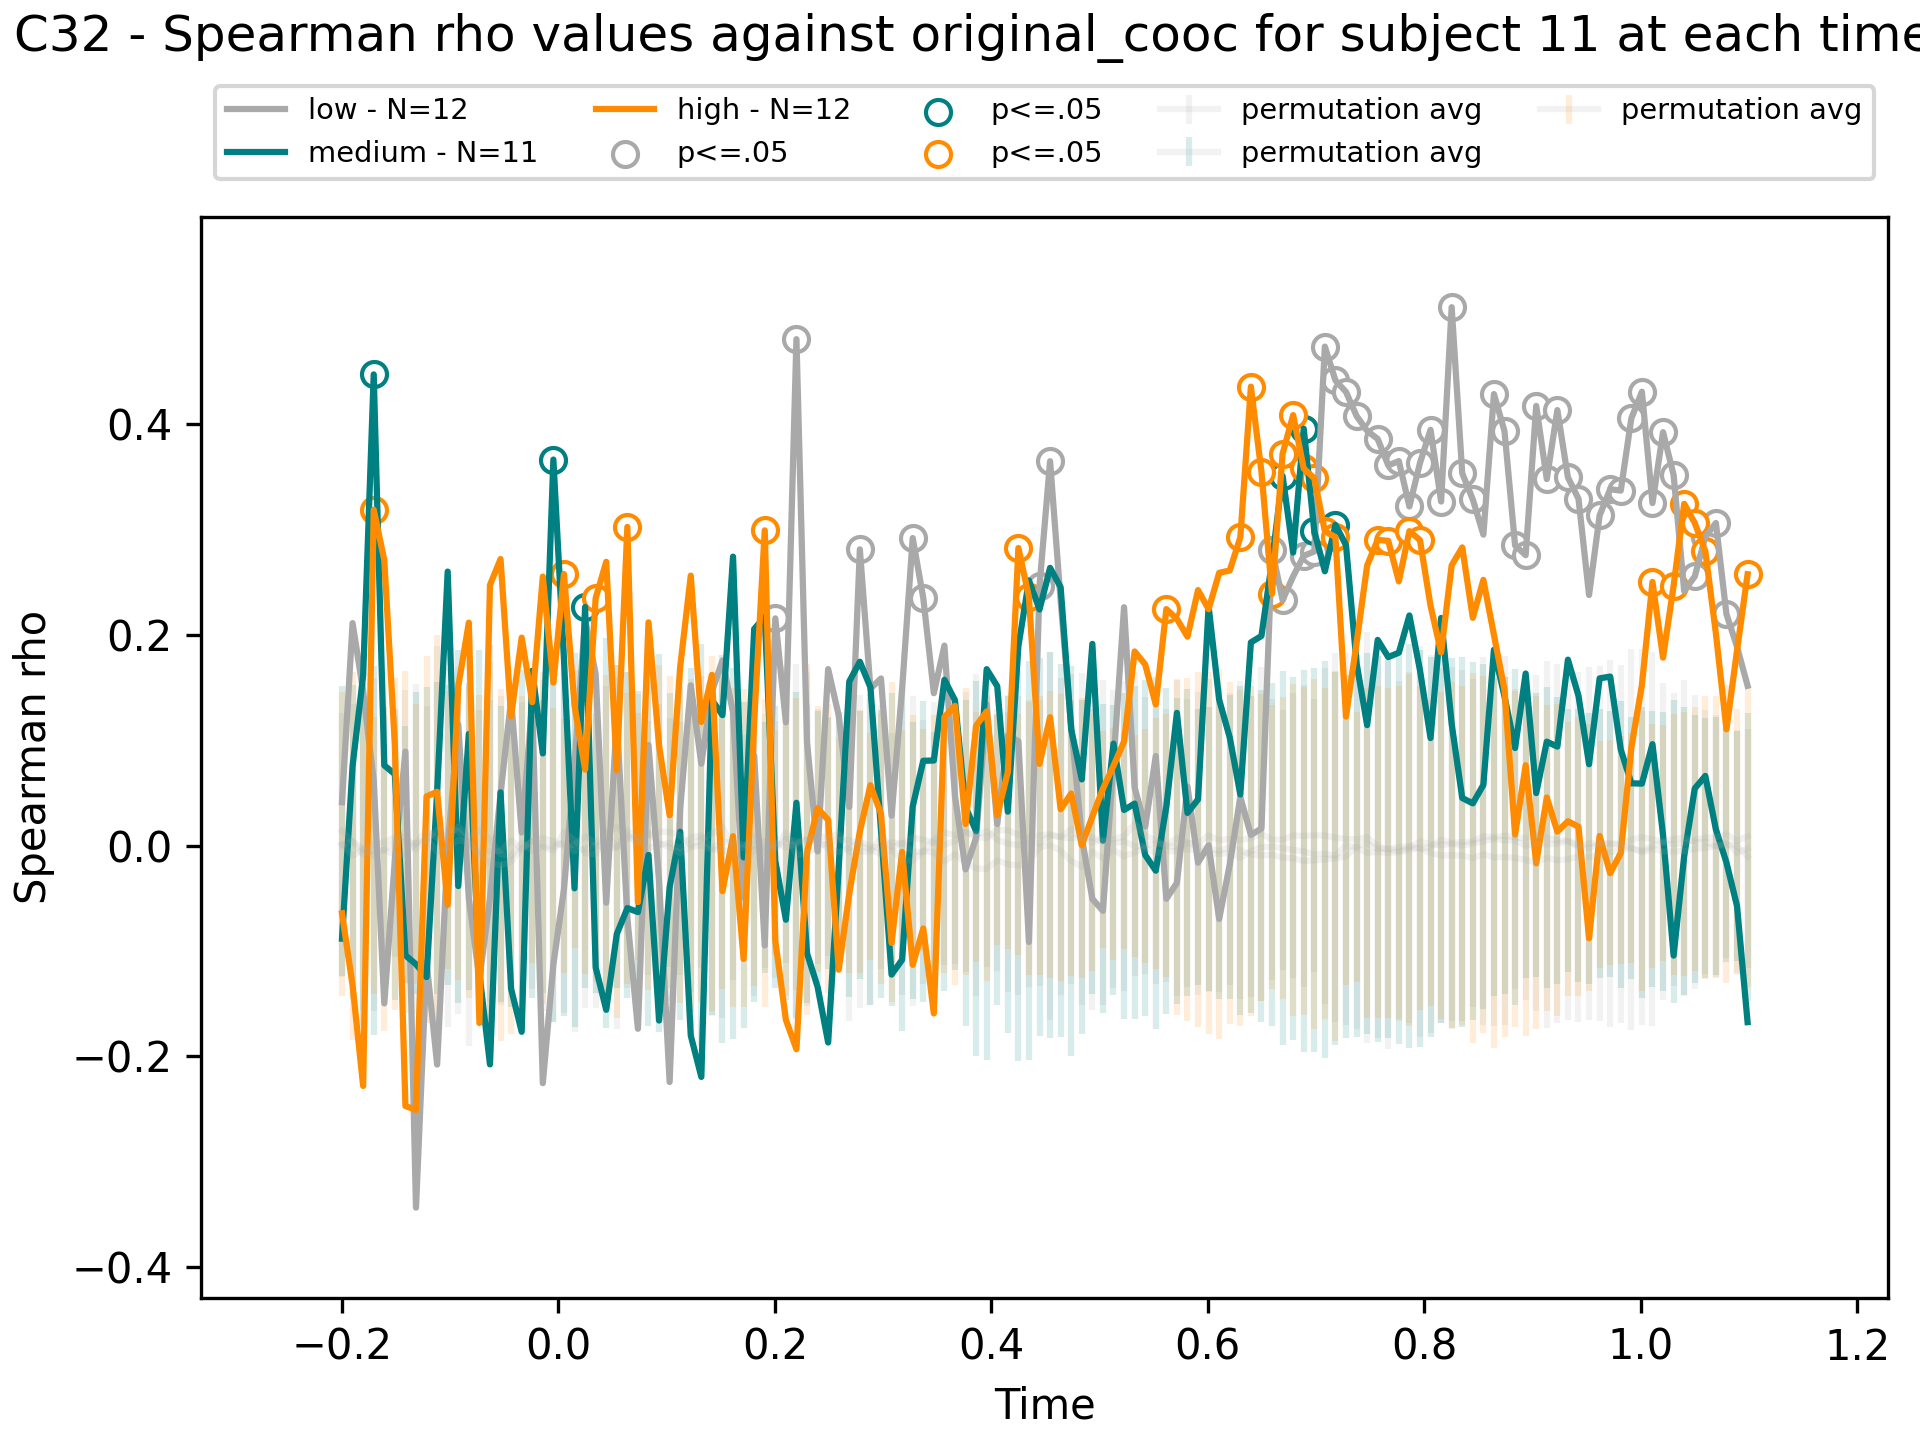 C32 - Spearman rho values against original_cooc for subject 11 at each time
low - N=12
medium - N=11
high - N=12
p<=.05
p<=.05
p<=.05
permutation avg
permutation avg
permutation avg
Spearman rho
0.4
0.2
0.0
−0.2
−0.4
−0.2 0.0 0.2 0.4 0.6 0.8 1.0 1.2
Time